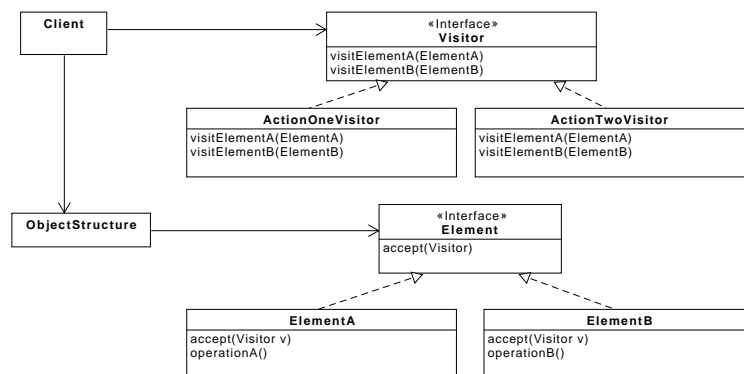 Client
«Interface»
Visitor
visitElementA(ElementA)
visitElementB(ElementB)
ActionOneVisitor
visitElementA(ElementA)
visitElementB(ElementB)
ActionTwoVisitor
visitElementA(ElementA)
visitElementB(ElementB)
ObjectStructure
«Interface»
Element
accept(Visitor)
ElementA
accept(Visitor v)
operationA()
ElementB
accept(Visitor v)
operationB()